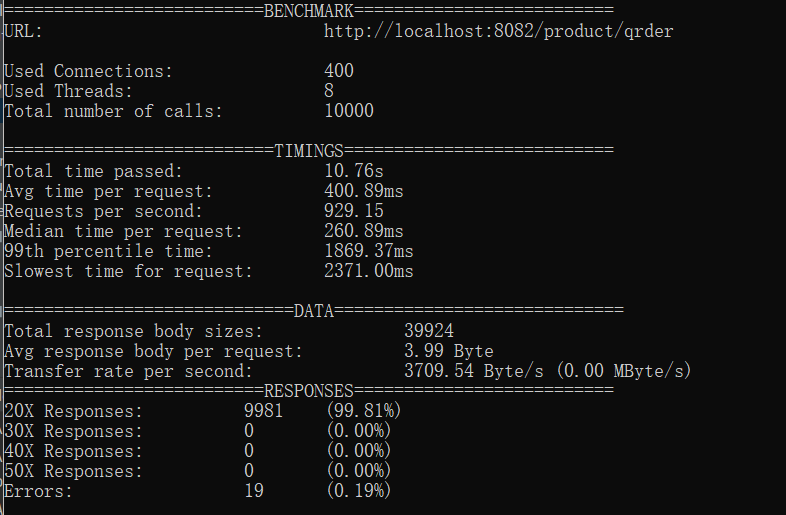 ==========================BENCHMARK==========================
URL: http://localhost:8082/product/qrder
Used Connections: 400
Used Threads: 8
Total number of calls: 10000
===========================TIMINGS===========================
Total time passed: 10.76s
Avg time per request: 400.89ms
Requests per second: 929.15
Median time per request: 260.89ms
99th percentile time: 1869.37ms
Slowest time for request: 2371.00ms
=============================DATA=============================
Total response body sizes: 39924
Avg response body per request: 3.99 Byte
Transfer rate per second: 3709.54 Byte/s (0.00 MByte/s)
==========================RESPONSES==========================
20X Responses: 9981 (99.81%)
30X Responses: 0 (0.00%)
40X Responses: 0 (0.00%)
50X Responses: 0 (0.00%)
Errors: 19 (0.19%)